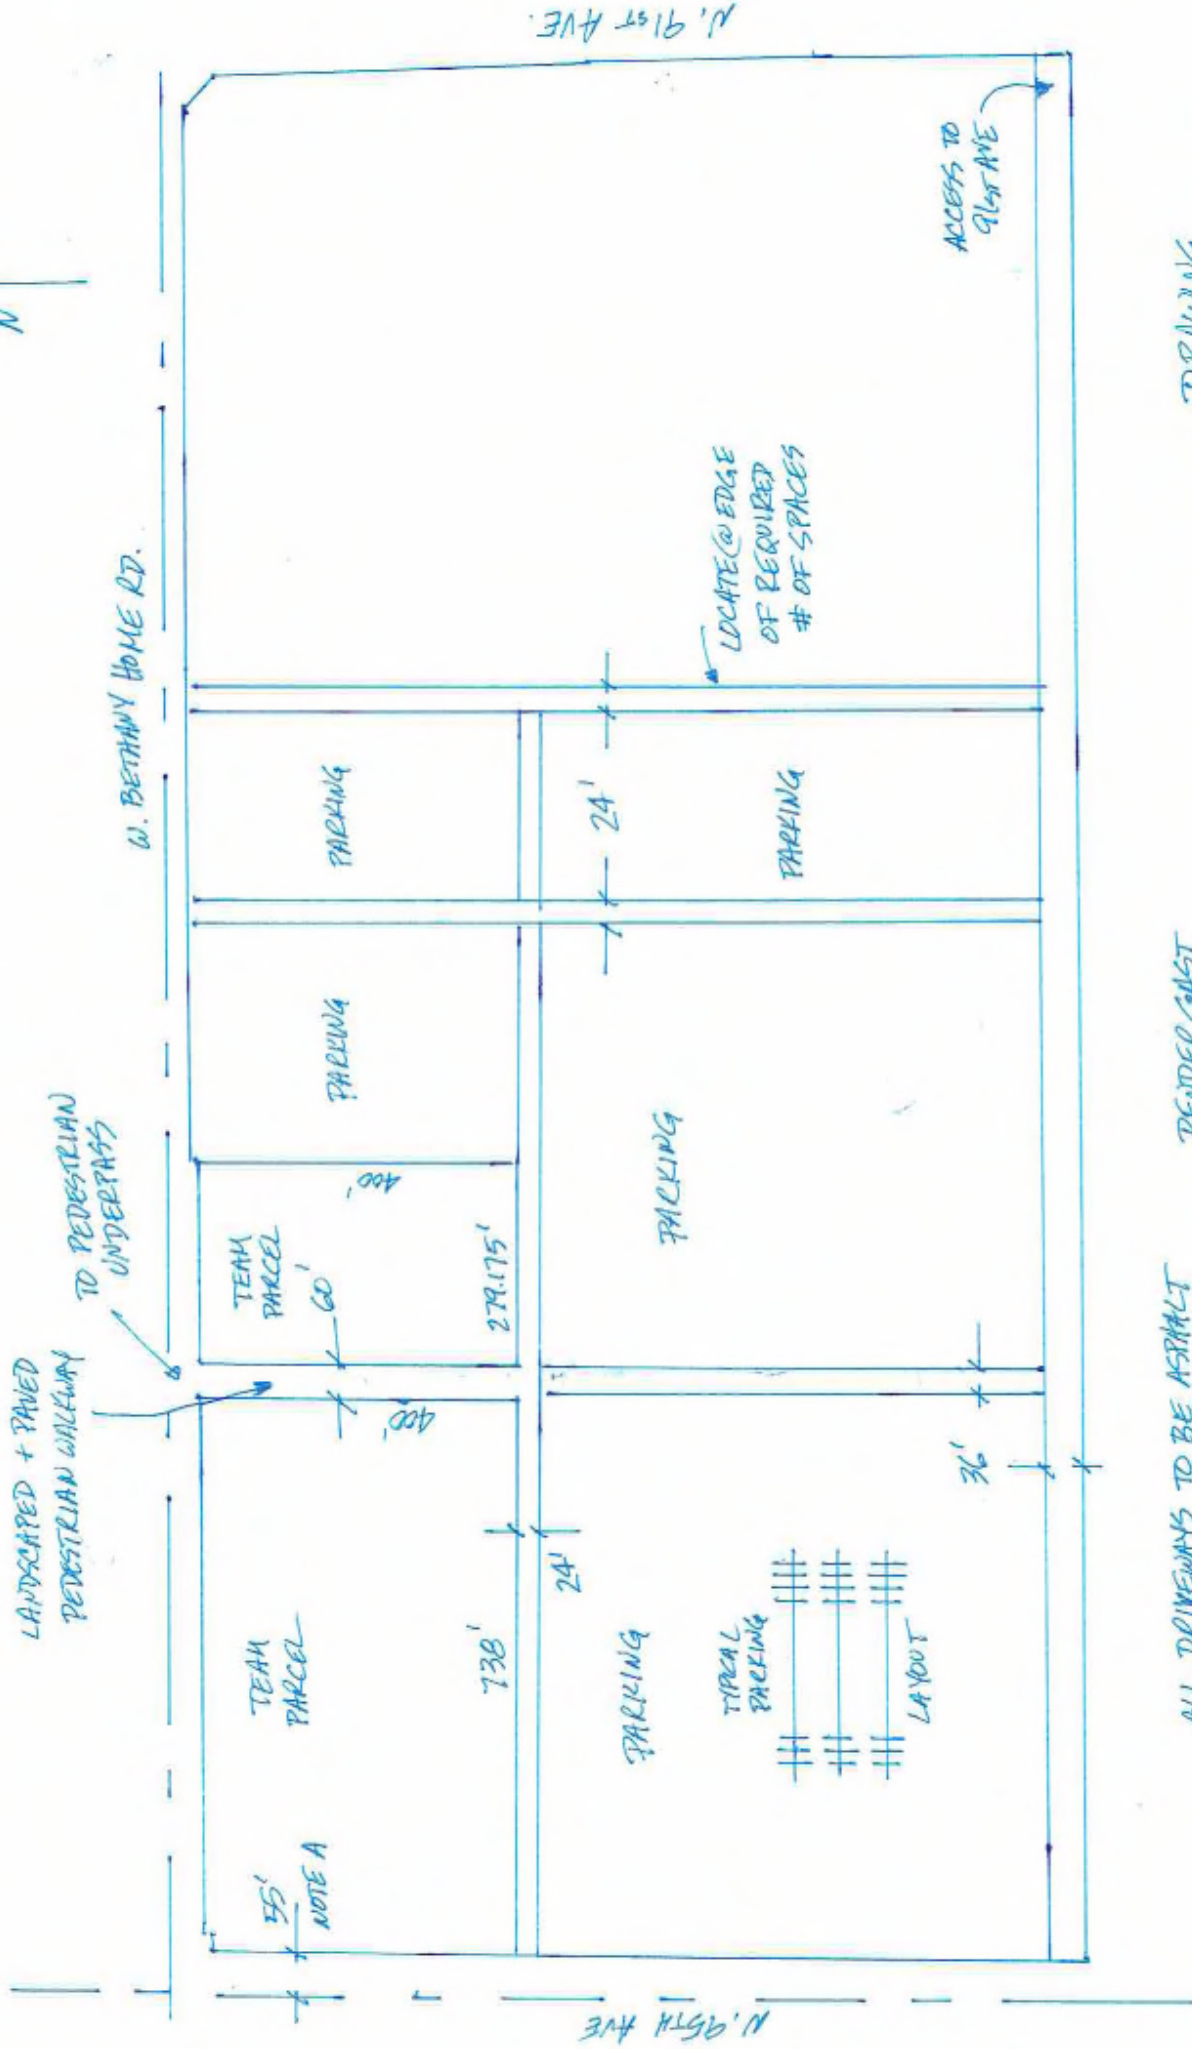 N
N. 91ST AVE.
W. BETHANY HOME RD.
TO PEDESTRIAN
UNDERPASS
LANDSCAPED + PAVED
PEDESTRIAN WALKWAY
ACCESS TO
91ST AVE
LOCATE @ EDGE
OF REQUIRED
# OF SPACES
PARKING
24'
PARKING
PARKING
400'
TEAM
PARCEL
60'
279.175'
PARKING
400'
36'
TEAM
PARCEL
738'
24'
PARKING
TYPICAL
PARKING
LAYOUT
55'
NOTE A
N. 95TH AVE
ALL DRIVEWAYS TO BE ASPHALT